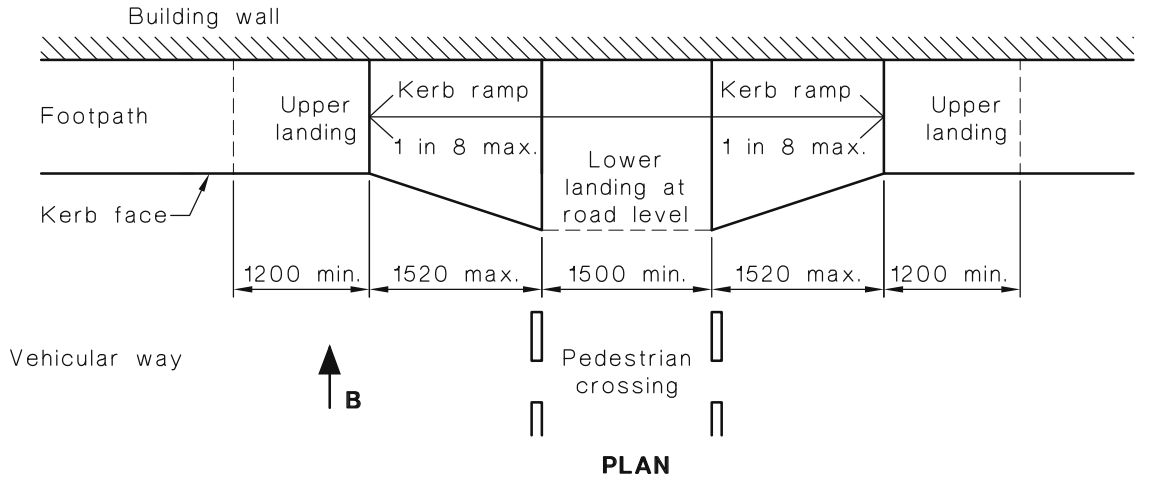 Building wall
Footpath
Upper
landing
Kerb ramp
1 in 8 max.
Lower
landing at
road level
Kerb ramp
1 in 8 max.
Upper
landing
Kerb face
1200 min.
1520 max.
1500 min.
1520 max.
1200 min.
Vehicular way
B
Pedestrian
crossing
PLAN